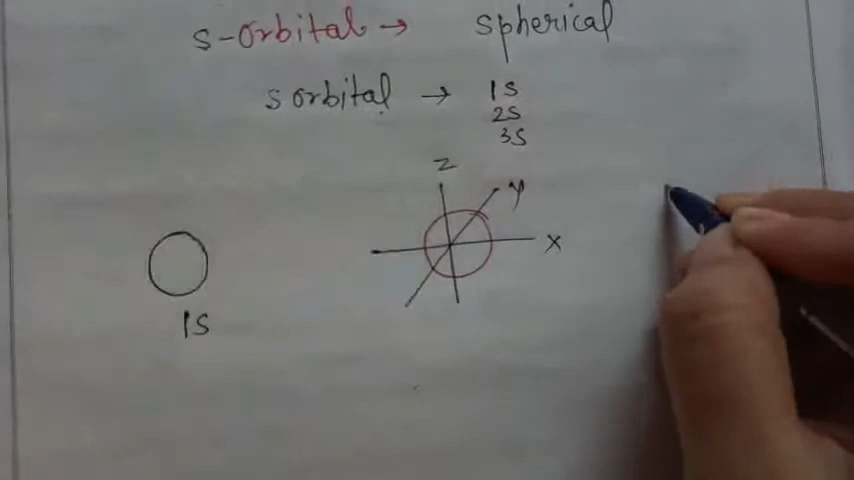 s-orbital → spherical
s orbital → 1s
2s
3s
z
y
x
1s